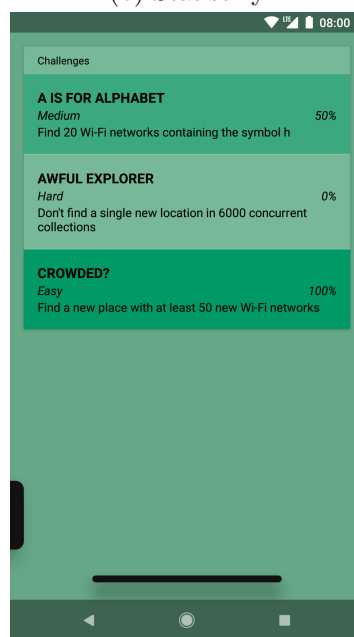 LTE 08:00
Challenges
A IS FOR ALPHABET
Medium 50%
Find 20 Wi-Fi networks containing the symbol h
AWFUL EXPLORER
Hard 0%
Don't find a single new location in 6000 concurrent
collections
CROWDED?
Easy 100%
Find a new place with at least 50 new Wi-Fi networks